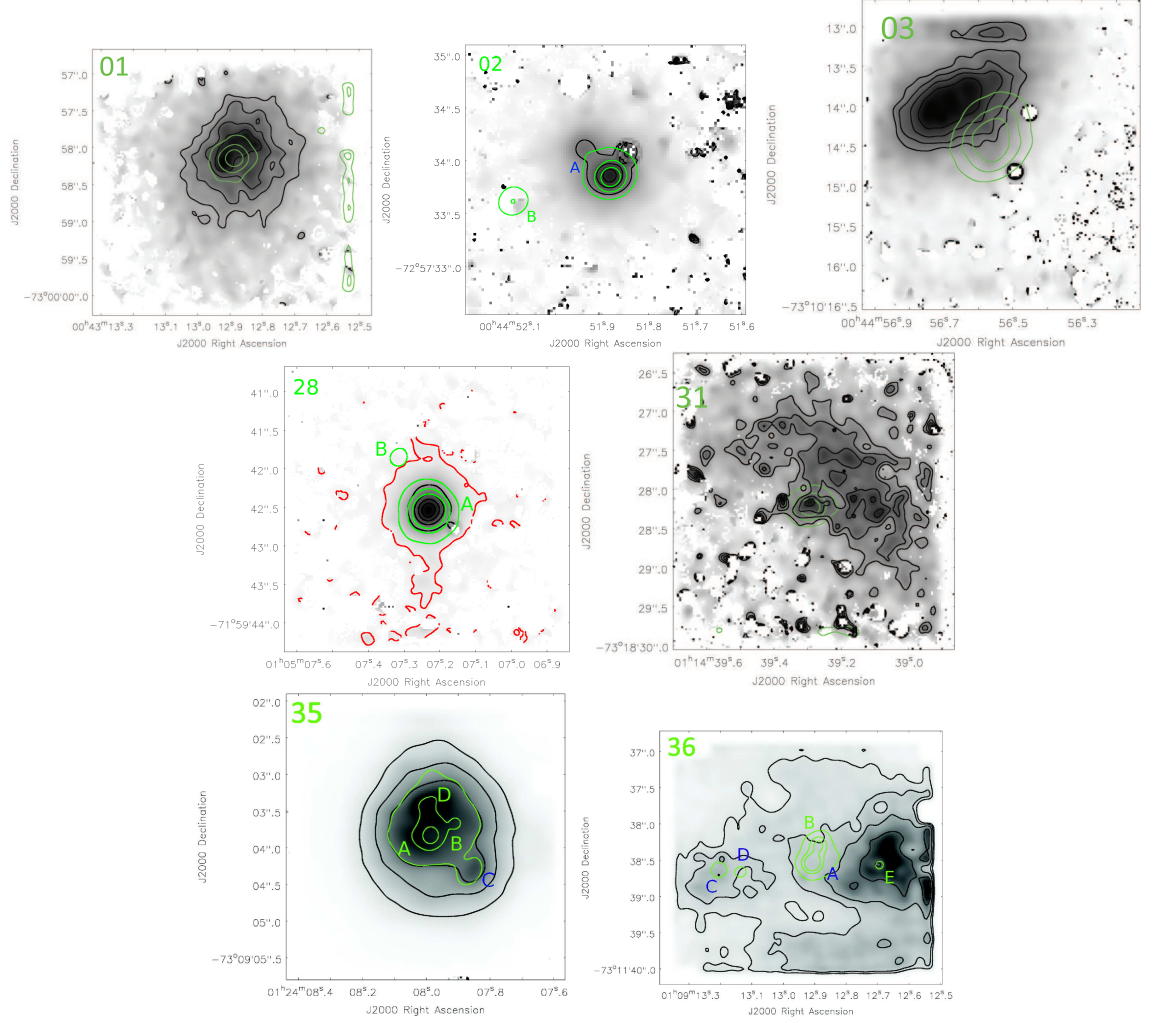 01
57".0
57".5
58".0
58".5
59".0
59".5
−73°00'00".0
J2000 Declination
00ʰ43ᵐ13ˢ.3 13ˢ.1 13ˢ.0 12ˢ.9 12ˢ.8 12ˢ.7 12ˢ.6 12ˢ.5
J2000 Right Ascension
02
35".0
34".5
34".0
33".5
−72°57'33".0
J2000 Declination
A
B
00ʰ44ᵐ52ˢ.1 51ˢ.9 51ˢ.8 51ˢ.7 51ˢ.6
J2000 Right Ascension
03
13".0
13".5
14".0
14".5
15".0
15".5
16".0
−73°10'16".5
J2000 Declination
00ʰ44ᵐ56ˢ.9 56ˢ.7 56ˢ.5 56ˢ.3
J2000 Right Ascension
28
41".0
41".5
42".0
42".5
43".0
43".5
−71°59'44".0
J2000 Declination
B
A
01ʰ05ᵐ07ˢ.6 07ˢ.4 07ˢ.3 07ˢ.2 07ˢ.1 07ˢ.0 06ˢ.9
J2000 Right Ascension
31
26".5
27".0
27".5
28".0
28".5
29".0
29".5
−73°18'30".0
J2000 Declination
01ʰ14ᵐ39ˢ.6 39ˢ.4 39ˢ.2 39ˢ.0
J2000 Right Ascension
35
02".0
02".5
03".0
03".5
04".0
04".5
05".0
−73°09'05".5
J2000 Declination
D
A
B
C
01ʰ24ᵐ08ˢ.4 08ˢ.2 08ˢ.0 07ˢ.8 07ˢ.6
J2000 Right Ascension
36
37".0
37".5
38".0
38".5
39".0
39".5
−73°11'40".0
J2000 Declination
B
D
C
A
E
01ʰ09ᵐ13ˢ.3 13ˢ.1 13ˢ.0 12ˢ.9 12ˢ.8 12ˢ.7 12ˢ.6 12ˢ.5
J2000 Right Ascension